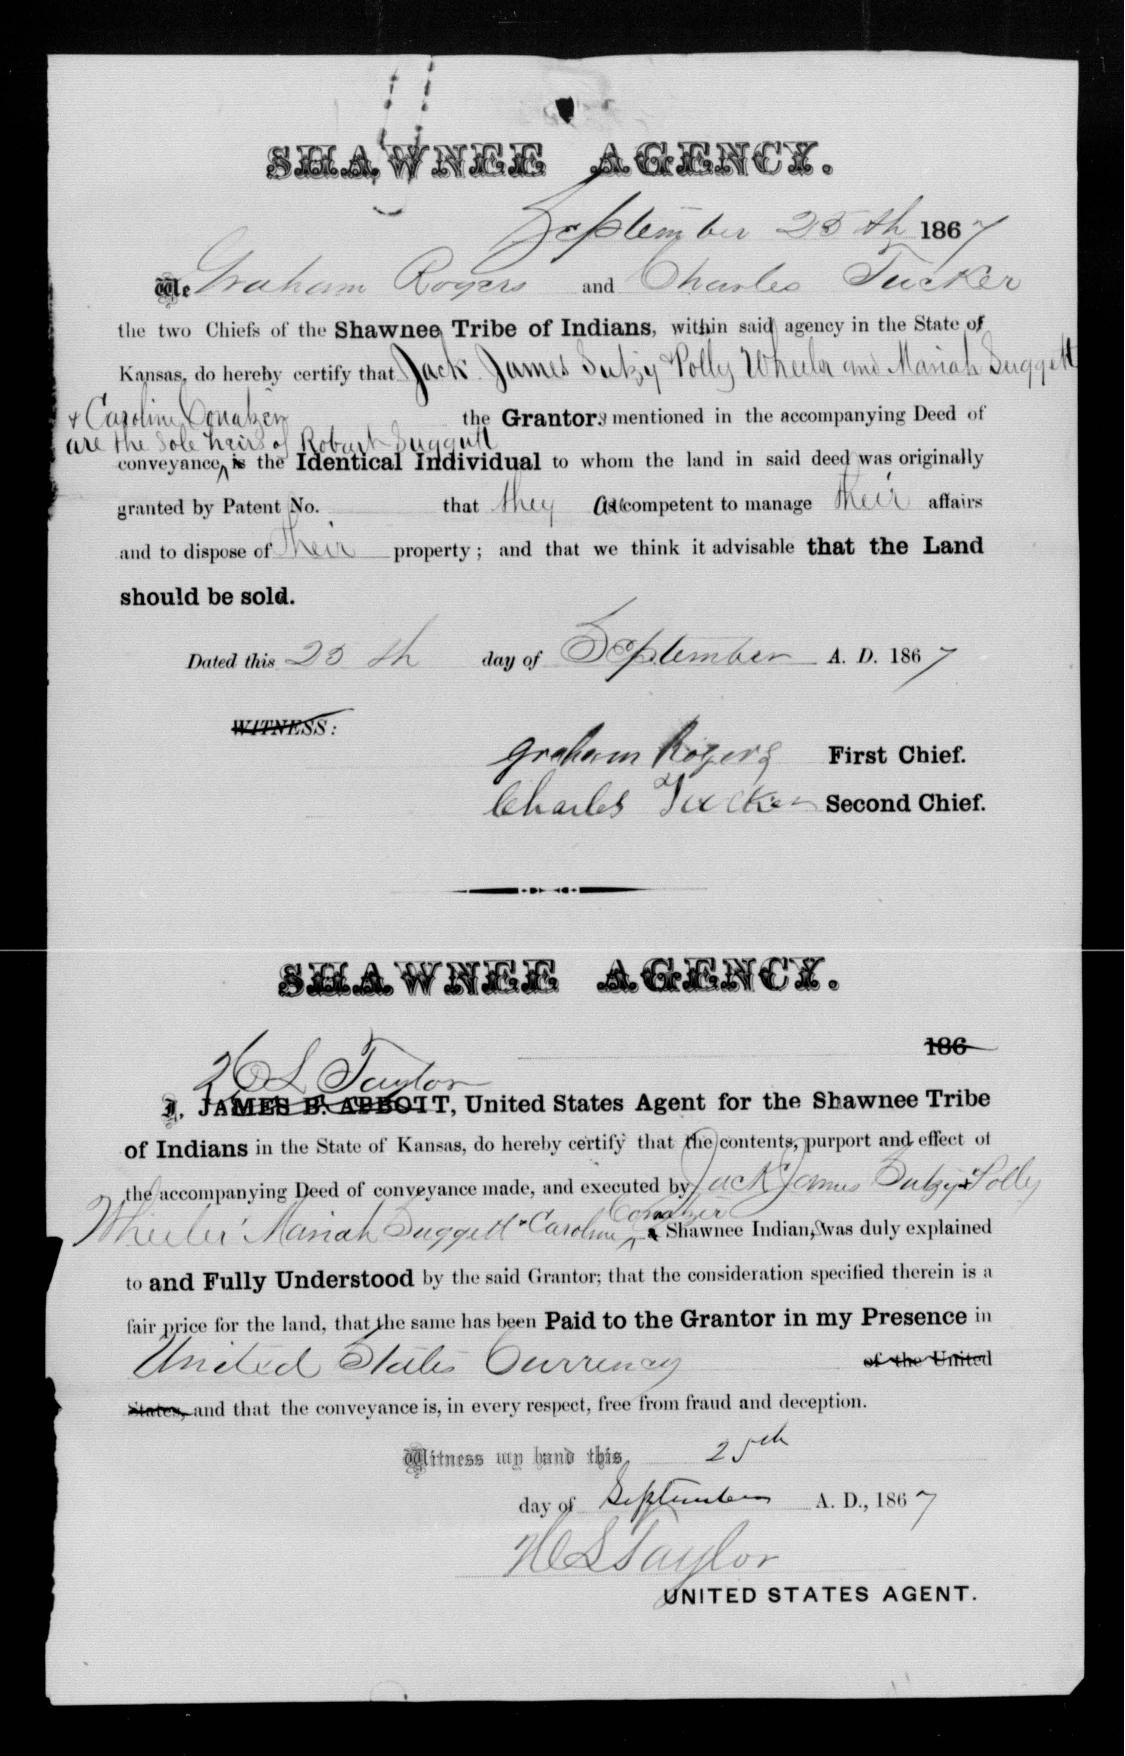 SHAWNEE AGENCY.
September 25th 1867
We Graham Rogers and Charles Tucker
the two Chiefs of the Shawnee Tribe of Indians, within said agency in the State of
Kansas, do hereby certify that Jack James Sutzy & Polly Wheeler and Mariah Suggett
& Caroline Conatzer the Grantors mentioned in the accompanying Deed of
are the sole heirs of Robert Suggett
conveyance, is the Identical Individual to whom the land in said deed was originally
granted by Patent No. that they are competent to manage their affairs
and to dispose of their property; and that we think it advisable that the Land
should be sold.
Dated this 25th day of September A. D. 1867
WITNESS:
Graham Rogers First Chief.
Charles Tucker Second Chief.
SHAWNEE AGENCY.
186
H L Taylor
I, JAMES B. ABBOTT, United States Agent for the Shawnee Tribe
of Indians in the State of Kansas, do hereby certify that the contents, purport and effect of
the accompanying Deed of conveyance made, and executed by Jack James Sutzy & Polly
Conatzer
Wheeler Mariah Suggett & Caroline a Shawnee Indians, was duly explained
to and Fully Understood by the said Grantor; that the consideration specified therein is a
fair price for the land, that the same has been Paid to the Grantor in my Presence in
United States Currency of the United
States, and that the conveyance is, in every respect, free from fraud and deception.
Witness my hand this 25th
day of September A. D., 1867
H L Taylor
UNITED STATES AGENT.